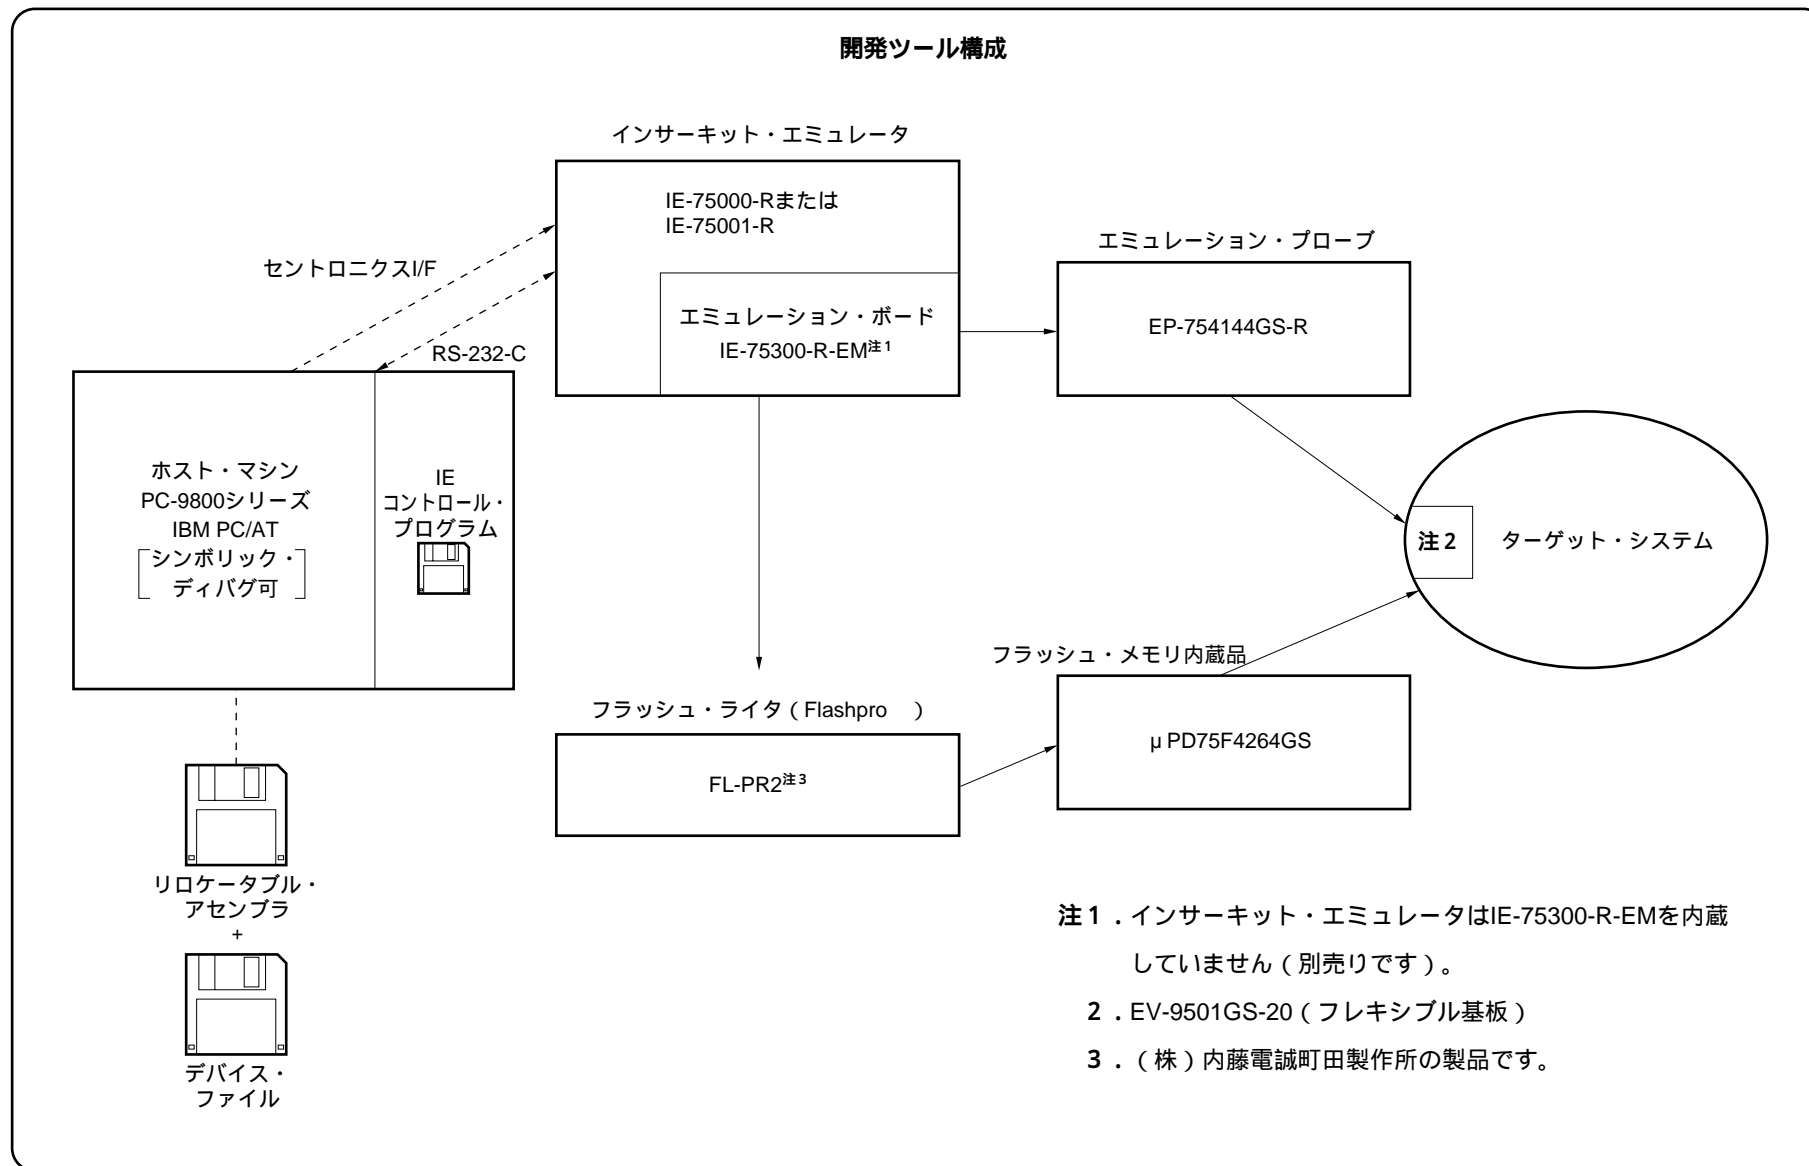 開発ツール構成
インサーキット・エミュレータ
IE-75000-Rまたは
IE-75001-R
セントロニクスI/F
RS-232-C
エミュレーション・ボード
IE-75300-R-EM注1
エミュレーション・プローブ
EP-754144GS-R
ホスト・マシン
PC-9800シリーズ
IBM PC/AT
シンボリック・
ディバグ可
IE
コントロール・
プログラム
注2
ターゲット・システム
フラッシュ・メモリ内蔵品
μPD75F4264GS
フラッシュ・ライタ(Flashpro )
FL-PR2注3
リロケータブル・
アセンブラ
+
デバイス・
ファイル
注1.インサーキット・エミュレータはIE-75300-R-EMを内蔵
していません(別売りです)。
2.EV-9501GS-20(フレキシブル基板)
3.(株)内藤電誠町田製作所の製品です。